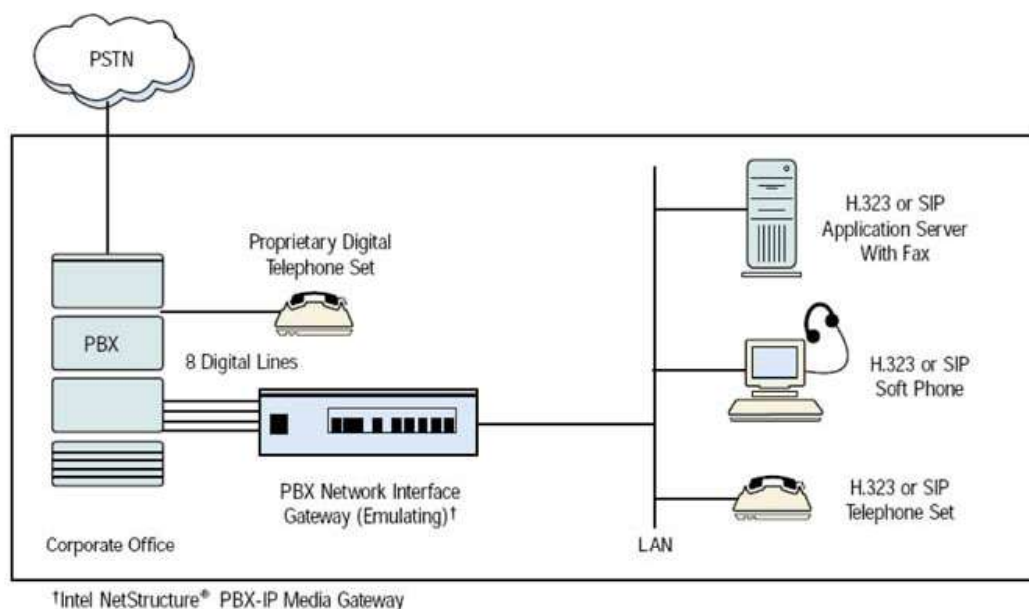 PSTN
Proprietary Digital
Telephone Set
PBX
8 Digital Lines
PBX Network Interface
Gateway (Emulating)†
Corporate Office
LAN
H.323 or SIP
Application Server
With Fax
H.323 or SIP
Soft Phone
H.323 or SIP
Telephone Set
†Intel NetStructure® PBX-IP Media Gateway